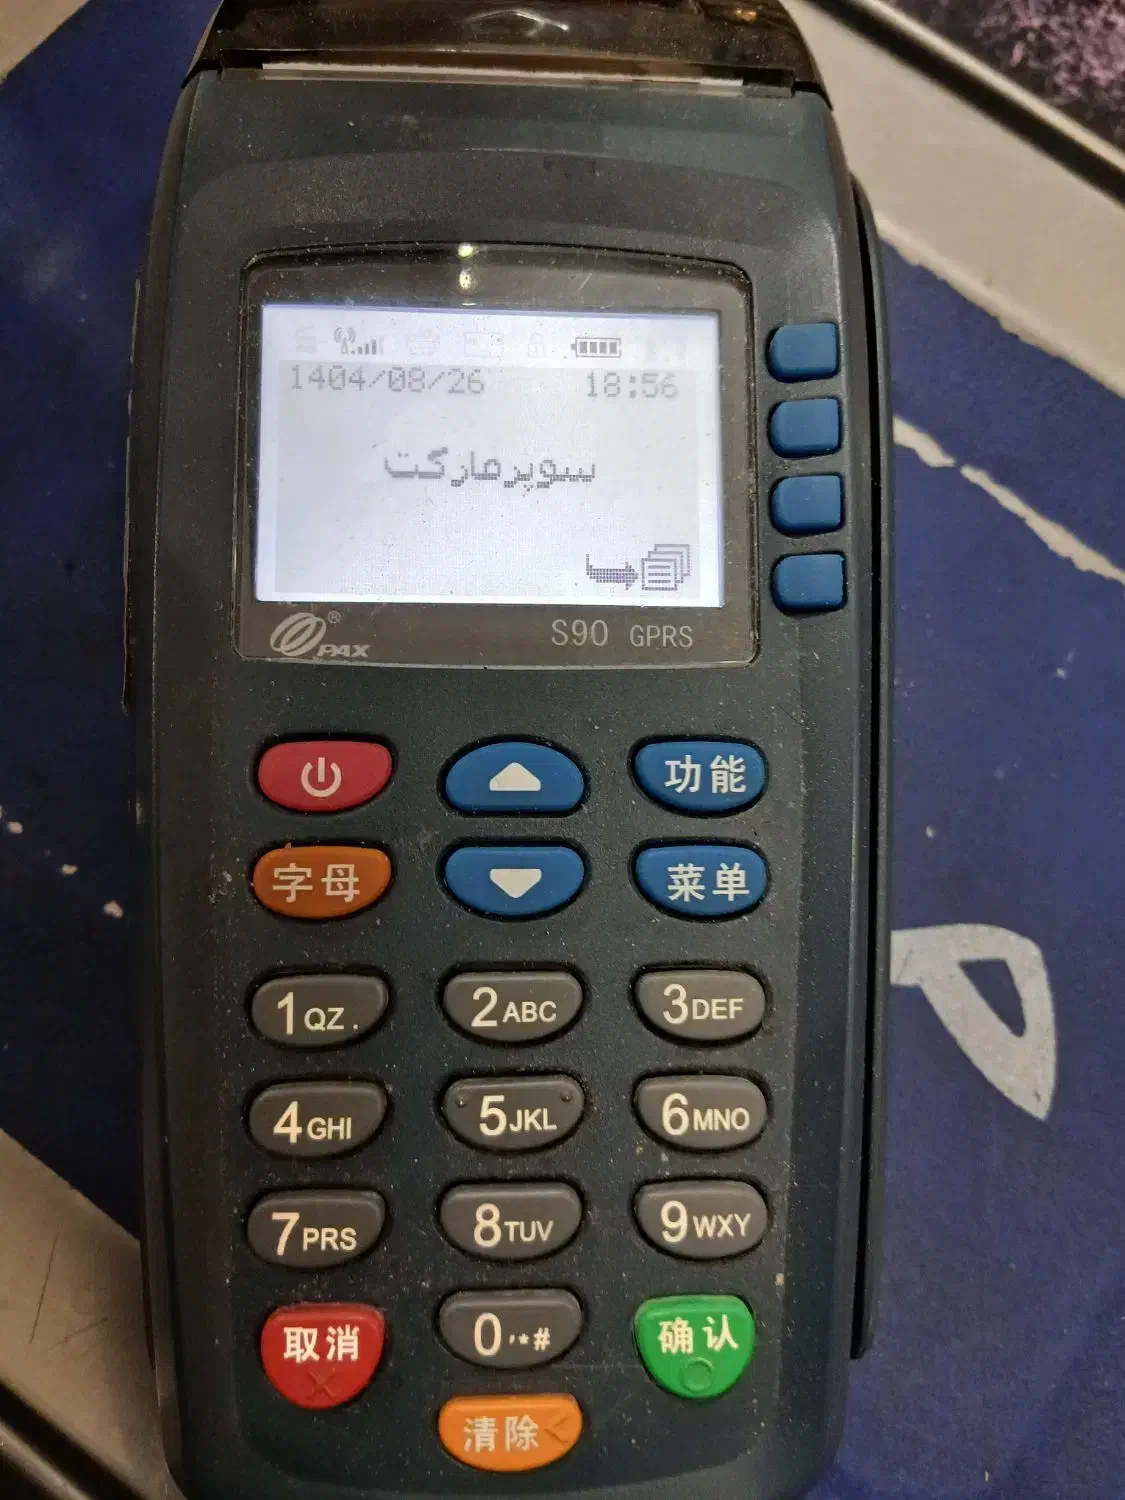 1404/08/26 18:56
سوپرمارکت
PAX® S90 GPRS
功能
字母 菜单
1QZ. 2ABC 3DEF
4GHI 5JKL 6MNO
7PRS 8TUV 9WXY
取消 0,*# 确认
清除